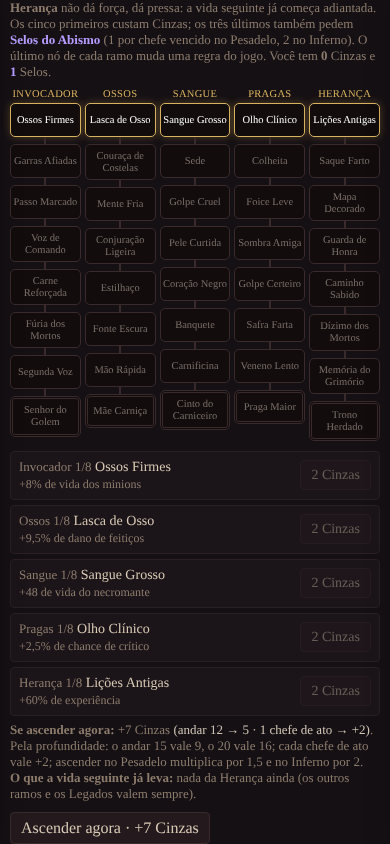 Herança não dá força, dá pressa: a vida seguinte já começa adiantada.
Os cinco primeiros custam Cinzas; os três últimos também pedem
Selos do Abismo (1 por chefe vencido no Pesadelo, 2 no Inferno). O
último nó de cada ramo muda uma regra do jogo. Você tem 0 Cinzas e
1 Selos.
INVOCADOR OSSOS SANGUE PRAGAS HERANÇA
Ossos Firmes Lasca de Osso Sangue Grosso Olho Clínico Lições Antigas
Garras Afiadas Couraça de Costelas Sede Colheita Saque Farto
Passo Marcado Mente Fria Golpe Cruel Foice Leve Mapa Decorado
Voz de Comando Conjuração Ligeira Pele Curtida Sombra Amiga Guarda de Honra
Carne Reforçada Estilhaço Coração Negro Golpe Certeiro Caminho Sabido
Fúria dos Mortos Fonte Escura Banquete Safra Farta Dízimo dos Mortos
Segunda Voz Mão Rápida Carnificina Veneno Lento Memória do Grimório
Senhor do Golem Mãe Carniça Cinto do Carniceiro Praga Maior Trono Herdado
Invocador 1/8 Ossos Firmes
+8% de vida dos minions
2 Cinzas
Ossos 1/8 Lasca de Osso
+9,5% de dano de feitiços
2 Cinzas
Sangue 1/8 Sangue Grosso
+48 de vida do necromante
2 Cinzas
Pragas 1/8 Olho Clínico
+2,5% de chance de crítico
2 Cinzas
Herança 1/8 Lições Antigas
+60% de experiência
2 Cinzas
Se ascender agora: +7 Cinzas (andar 12 → 5 · 1 chefe de ato → +2).
Pela profundidade: o andar 15 vale 9, o 20 vale 16; cada chefe de ato
vale +2; ascender no Pesadelo multiplica por 1,5 e no Inferno por 2.
O que a vida seguinte já leva: nada da Herança ainda (os outros
ramos e os Legados valem sempre).
Ascender agora · +7 Cinzas